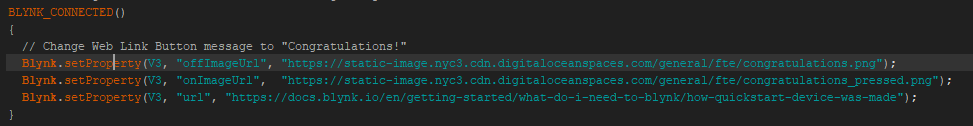 BLYNK_CONNECTED()
{
  // Change Web Link Button message to "Congratulations!"
  Blynk.setProperty(V3, "offImageUrl", "https://static-image.nyc3.cdn.digitaloceanspaces.com/general/fte/congratulations.png");
  Blynk.setProperty(V3, "onImageUrl", "https://static-image.nyc3.cdn.digitaloceanspaces.com/general/fte/congratulations_pressed.png");
  Blynk.setProperty(V3, "url", "https://docs.blynk.io/en/getting-started/what-do-i-need-to-blynk/how-quickstart-device-was-made");
}